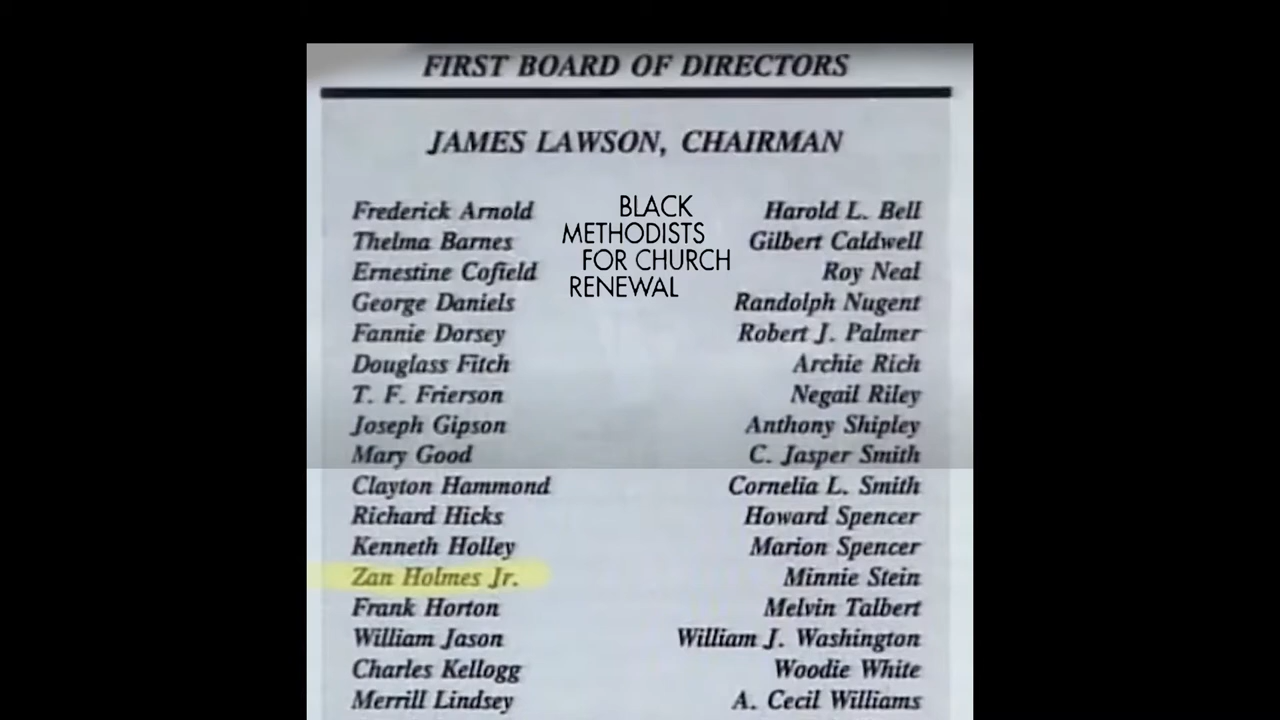 FIRST BOARD OF DIRECTORS
JAMES LAWSON, CHAIRMAN
BLACK
METHODISTS
FOR CHURCH
RENEWAL
Frederick Arnold
Thelma Barnes
Ernestine Cofield
George Daniels
Fannie Dorsey
Douglass Fitch
T. F. Frierson
Joseph Gipson
Mary Good
Clayton Hammond
Richard Hicks
Kenneth Holley
Zan Holmes Jr.
Frank Horton
William Jason
Charles Kellogg
Merrill Lindsey
Harold L. Bell
Gilbert Caldwell
Roy Neal
Randolph Nugent
Robert J. Palmer
Archie Rich
Negail Riley
Anthony Shipley
C. Jasper Smith
Cornelia L. Smith
Howard Spencer
Marion Spencer
Minnie Stein
Melvin Talbert
William J. Washington
Woodie White
A. Cecil Williams